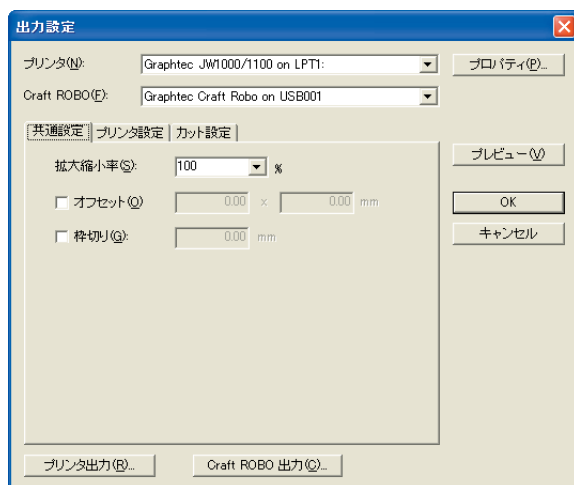 出力設定
プリンタ(N): Graphtec JW1000/1100 on LPT1: プロパティ(P)...
Craft ROBO(F): Graphtec Craft Robo on USB001
共通設定 プリンタ設定 カット設定
拡大縮小率(S): 100 %
プレビュー(V)
オフセット(O) 0.00 × 0.00 mm
OK
枠切り(G): 0.00 mm
キャンセル
プリンタ出力(R)... Craft ROBO 出力(C)...